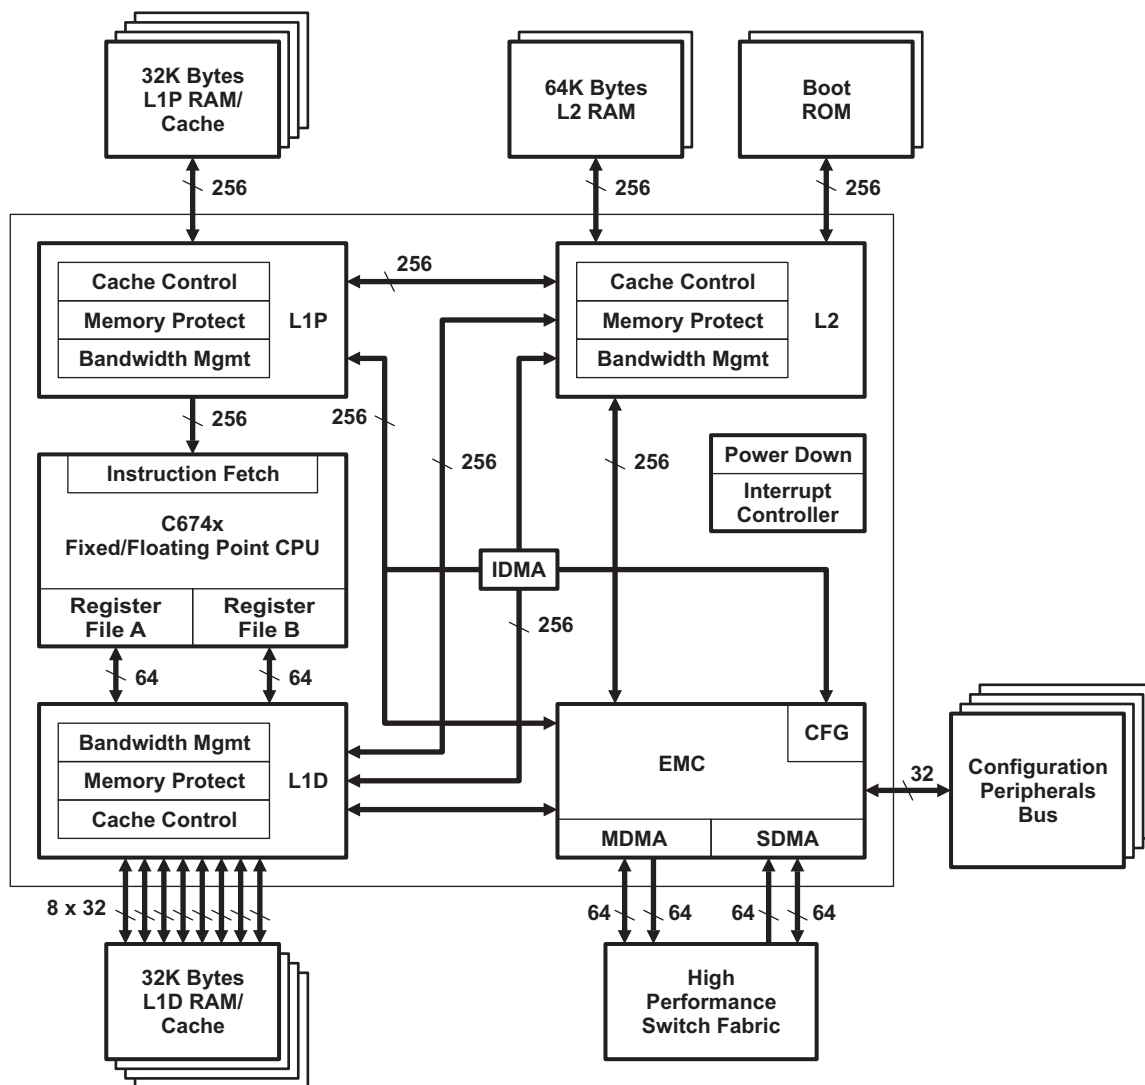 32K Bytes
L1P RAM/
Cache
64K Bytes
L2 RAM
Boot
ROM
256
256
256
Cache Control
Memory Protect
Bandwidth Mgmt
L1P
256
Cache Control
Memory Protect
Bandwidth Mgmt
L2
256
256
256
256
Power Down
Interrupt
Controller
Instruction Fetch
C674x
Fixed/Floating Point CPU
Register
File A
Register
File B
IDMA
256
64
64
Bandwidth Mgmt
Memory Protect
Cache Control
L1D
EMC
CFG
MDMA
SDMA
32
Configuration
Peripherals
Bus
8 x 32
64
64
64
64
32K Bytes
L1D RAM/
Cache
High
Performance
Switch Fabric